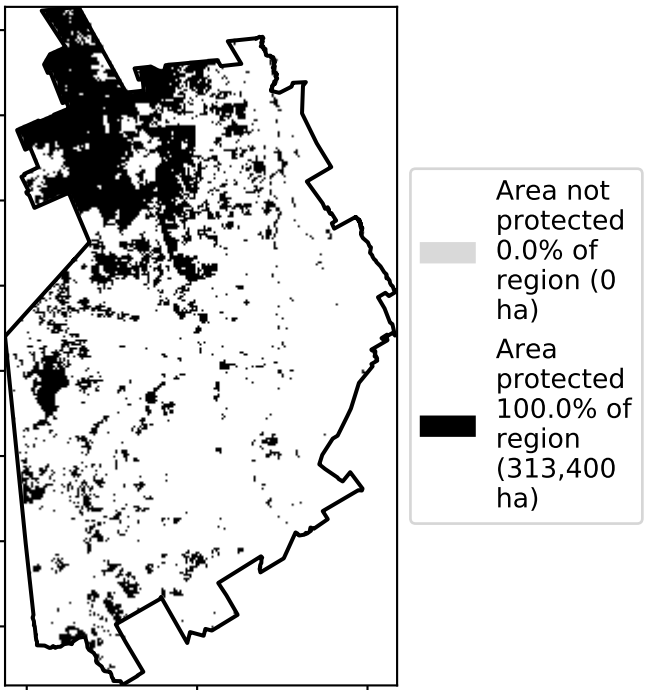 Area not
protected
0.0% of
region (0
ha)
Area
protected
100.0% of
region
(313,400
ha)